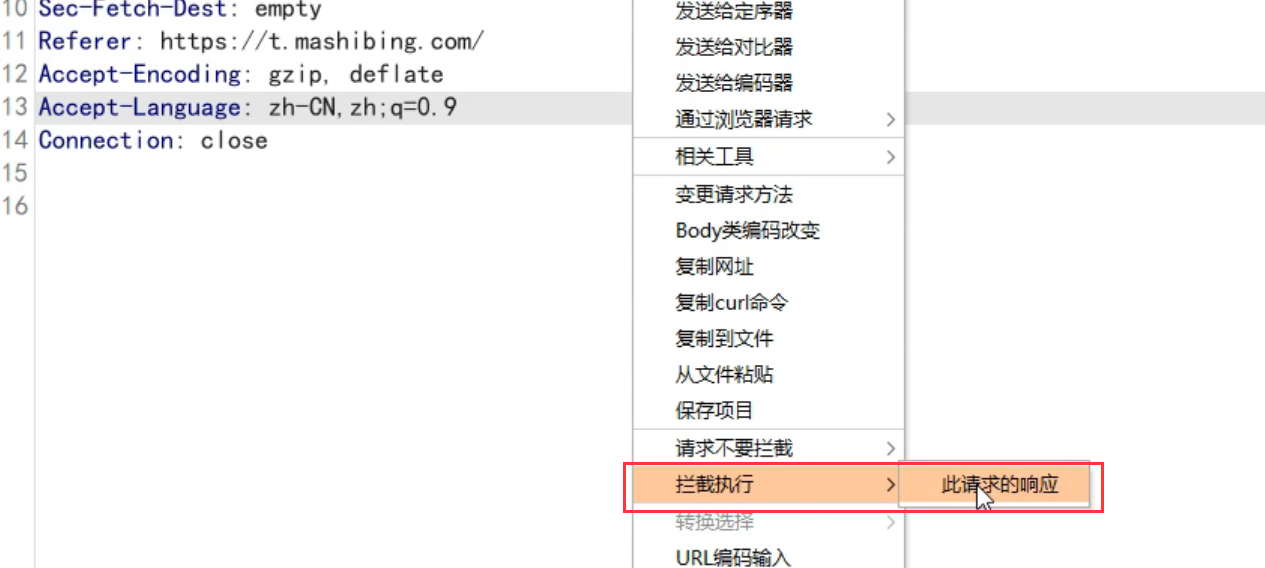 10 Sec-Fetch-Dest: empty
11 Referer: https://t.mashibing.com/
12 Accept-Encoding: gzip, deflate
13 Accept-Language: zh-CN,zh;q=0.9
14 Connection: close
15
16
发送给定序器
发送给对比器
发送给编码器
通过浏览器请求
相关工具
变更请求方法
Body类编码改变
复制网址
复制curl命令
复制到文件
从文件粘贴
保存项目
请求不要拦截
拦截执行
此请求的响应
转换选择
URL编码输入